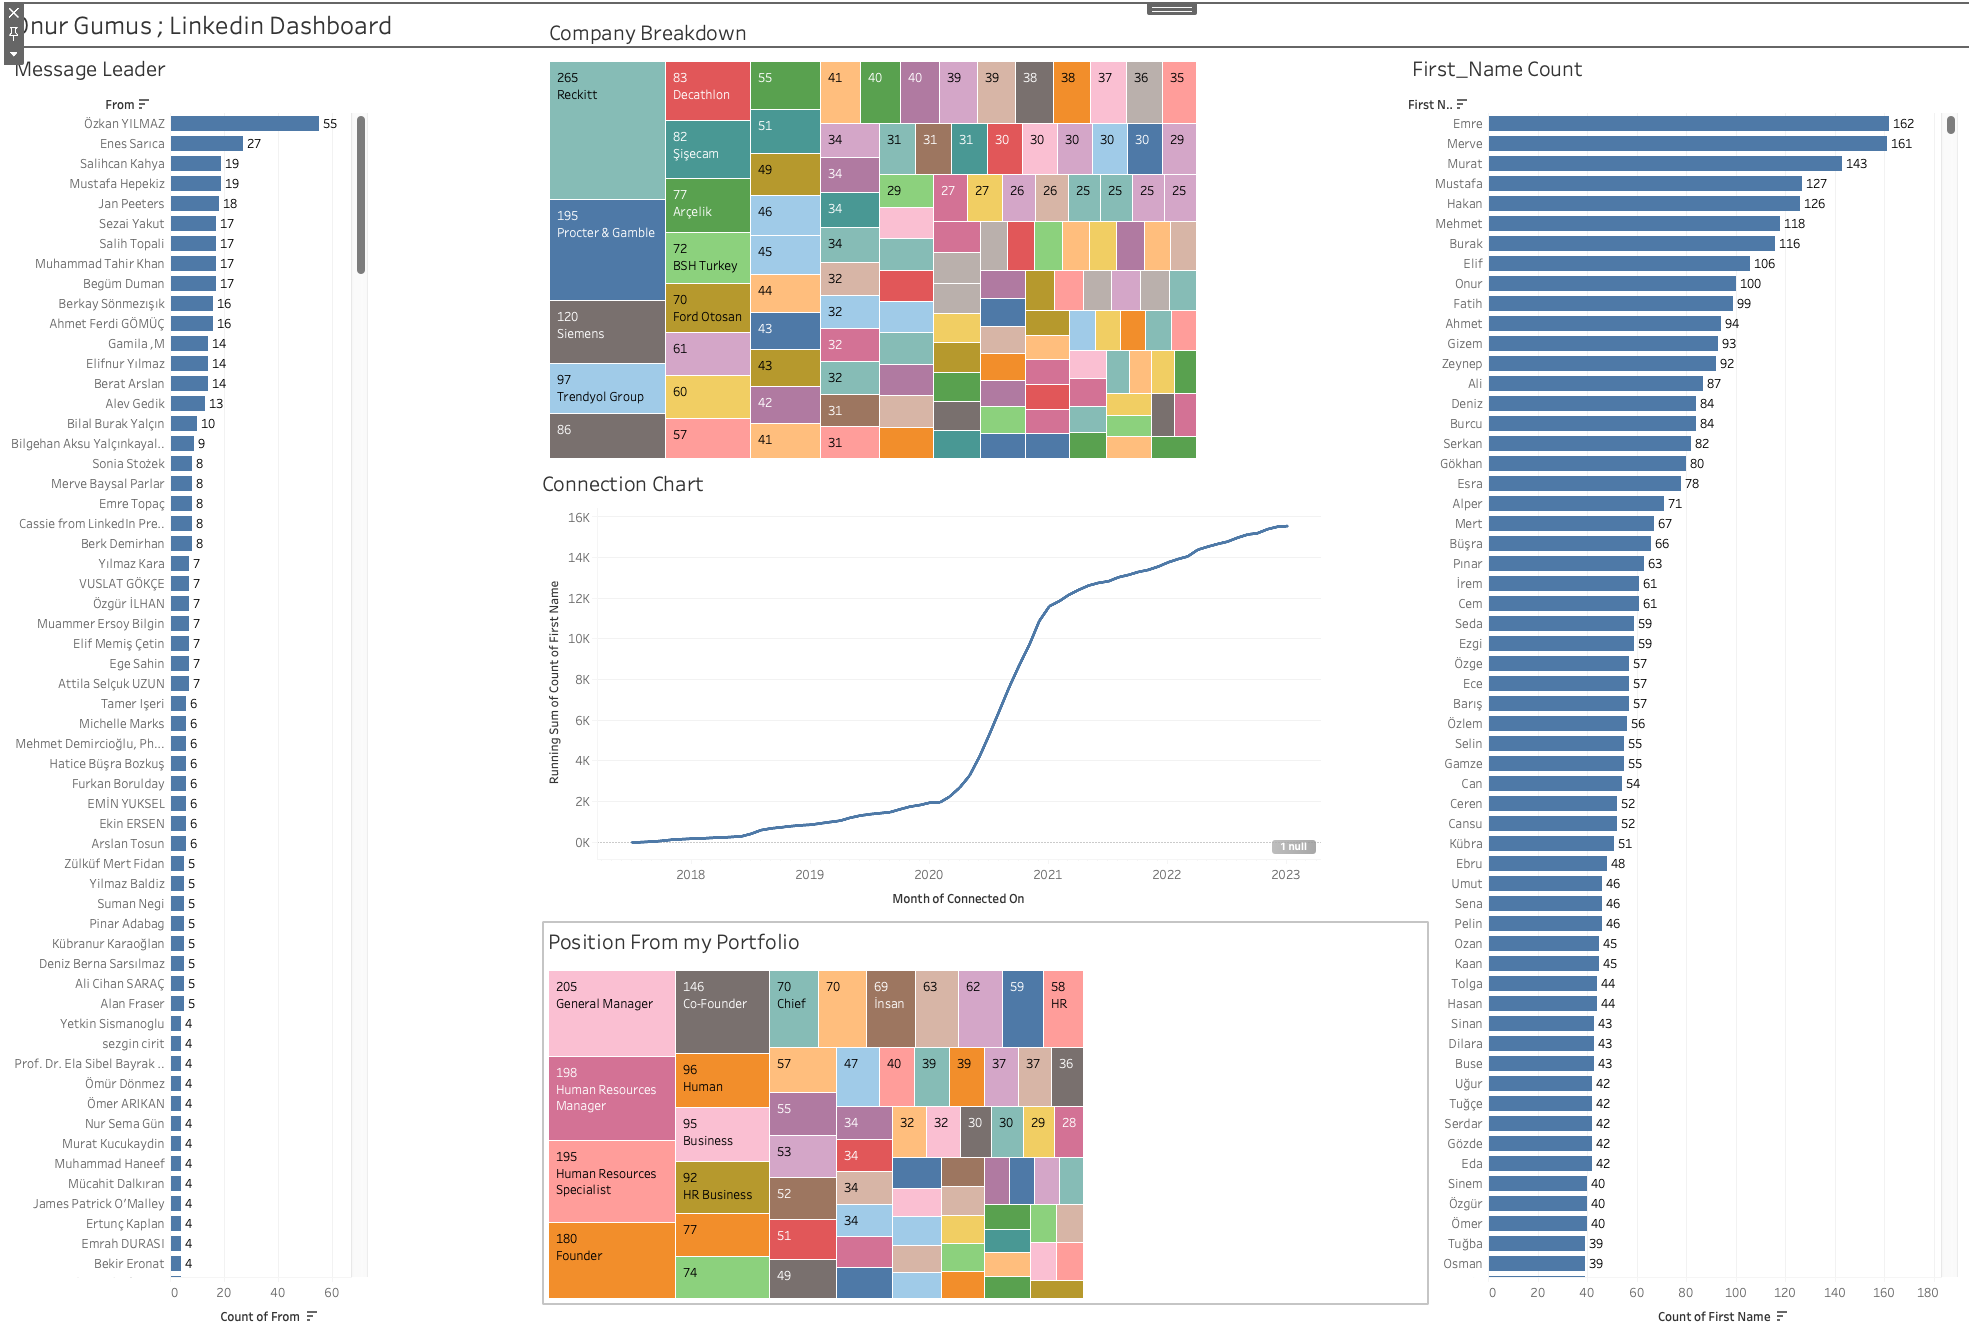 Onur Gumus ; Linkedin Dashboard
Message Leader
From
Özkan YILMAZ 55
Enes Sarıca 27
Salihcan Kahya 19
Mustafa Hepekiz 19
Jan Peeters 18
Sezai Yakut 17
Salih Topali 17
Muhammad Tahir Khan 17
Begüm Duman 17
Berkay Sönmezışık 16
Ahmet Ferdi GÖMÜÇ 16
Gamila ,M 14
Elifnur Yılmaz 14
Berat Arslan 14
Alev Gedik 13
Bilal Burak Yalçın 10
Bilgehan Aksu Yalçınkayal.. 9
Sonia Stożek 8
Merve Baysal Parlar 8
Emre Topaç 8
Cassie from LinkedIn Pre.. 8
Berk Demirhan 8
Yılmaz Kara 7
VUSLAT GÖKÇE 7
Özgür İLHAN 7
Muammer Ersoy Bilgin 7
Elif Memiş Çetin 7
Ege Sahin 7
Attila Selçuk UZUN 7
Tamer Işeri 6
Michelle Marks 6
Mehmet Demircioğlu, Ph... 6
Hatice Büşra Bozkuş 6
Furkan Borulday 6
EMİN YUKSEL 6
Ekin ERSEN 6
Arslan Tosun 6
Zülküf Mert Fidan 5
Yilmaz Baldiz 5
Suman Negi 5
Pinar Adabag 5
Kübranur Karaoğlan 5
Deniz Berna Sarsılmaz 5
Ali Cihan SARAÇ 5
Alan Fraser 5
Yetkin Sismanoglu 4
sezgin cirit 4
Prof. Dr. Ela Sibel Bayrak .. 4
Ömür Dönmez 4
Ömer ARIKAN 4
Nur Sema Gün 4
Murat Kucukaydin 4
Muhammad Haneef 4
Mücahit Dalkıran 4
James Patrick O’Malley 4
Ertunç Kaplan 4
Emrah DURASI 4
Bekir Eronat 4
0 20 40 60
Count of From
Company Breakdown
265
Reckitt
195
Procter & Gamble
120
Siemens
97
Trendyol Group
86
83
Decathlon
82
Şişecam
77
Arçelik
72
BSH Turkey
70
Ford Otosan
61
60
57
55
51
49
46
45
44
43
43
42
41
41 40 40 39 39 38 38 37 36 35
34 31 31 31 30 30 30 30 30 29
34
29 27 27 26 26 25 25 25 25
34
34
32
32
32
32
31
31
Connection Chart
Running Sum of Count of First Name
16K
14K
12K
10K
8K
6K
4K
2K
0K
1 null
2018 2019 2020 2021 2022 2023
Month of Connected On
Position From my Portfolio
205
General Manager
198
Human Resources
Manager
195
Human Resources
Specialist
180
Founder
146
Co-Founder
96
Human
95
Business
92
HR Business
77
74
70
Chief
70
69
İnsan
63
62
59
58
HR
57
55
53
52
51
49
47 40 39 39 37 37 36
34 32 32 30 30 29 28
34
34
34
First_Name Count
First N..
Emre 162
Merve 161
Murat 143
Mustafa 127
Hakan 126
Mehmet 118
Burak 116
Elif 106
Onur 100
Fatih 99
Ahmet 94
Gizem 93
Zeynep 92
Ali 87
Deniz 84
Burcu 84
Serkan 82
Gökhan 80
Esra 78
Alper 71
Mert 67
Büşra 66
Pınar 63
İrem 61
Cem 61
Seda 59
Ezgi 59
Özge 57
Ece 57
Barış 57
Özlem 56
Selin 55
Gamze 55
Can 54
Ceren 52
Cansu 52
Kübra 51
Ebru 48
Umut 46
Sena 46
Pelin 46
Ozan 45
Kaan 45
Tolga 44
Hasan 44
Sinan 43
Dilara 43
Buse 43
Uğur 42
Tuğçe 42
Serdar 42
Gözde 42
Eda 42
Sinem 40
Özgür 40
Ömer 40
Tuğba 39
Osman 39
0 20 40 60 80 100 120 140 160 180
Count of First Name